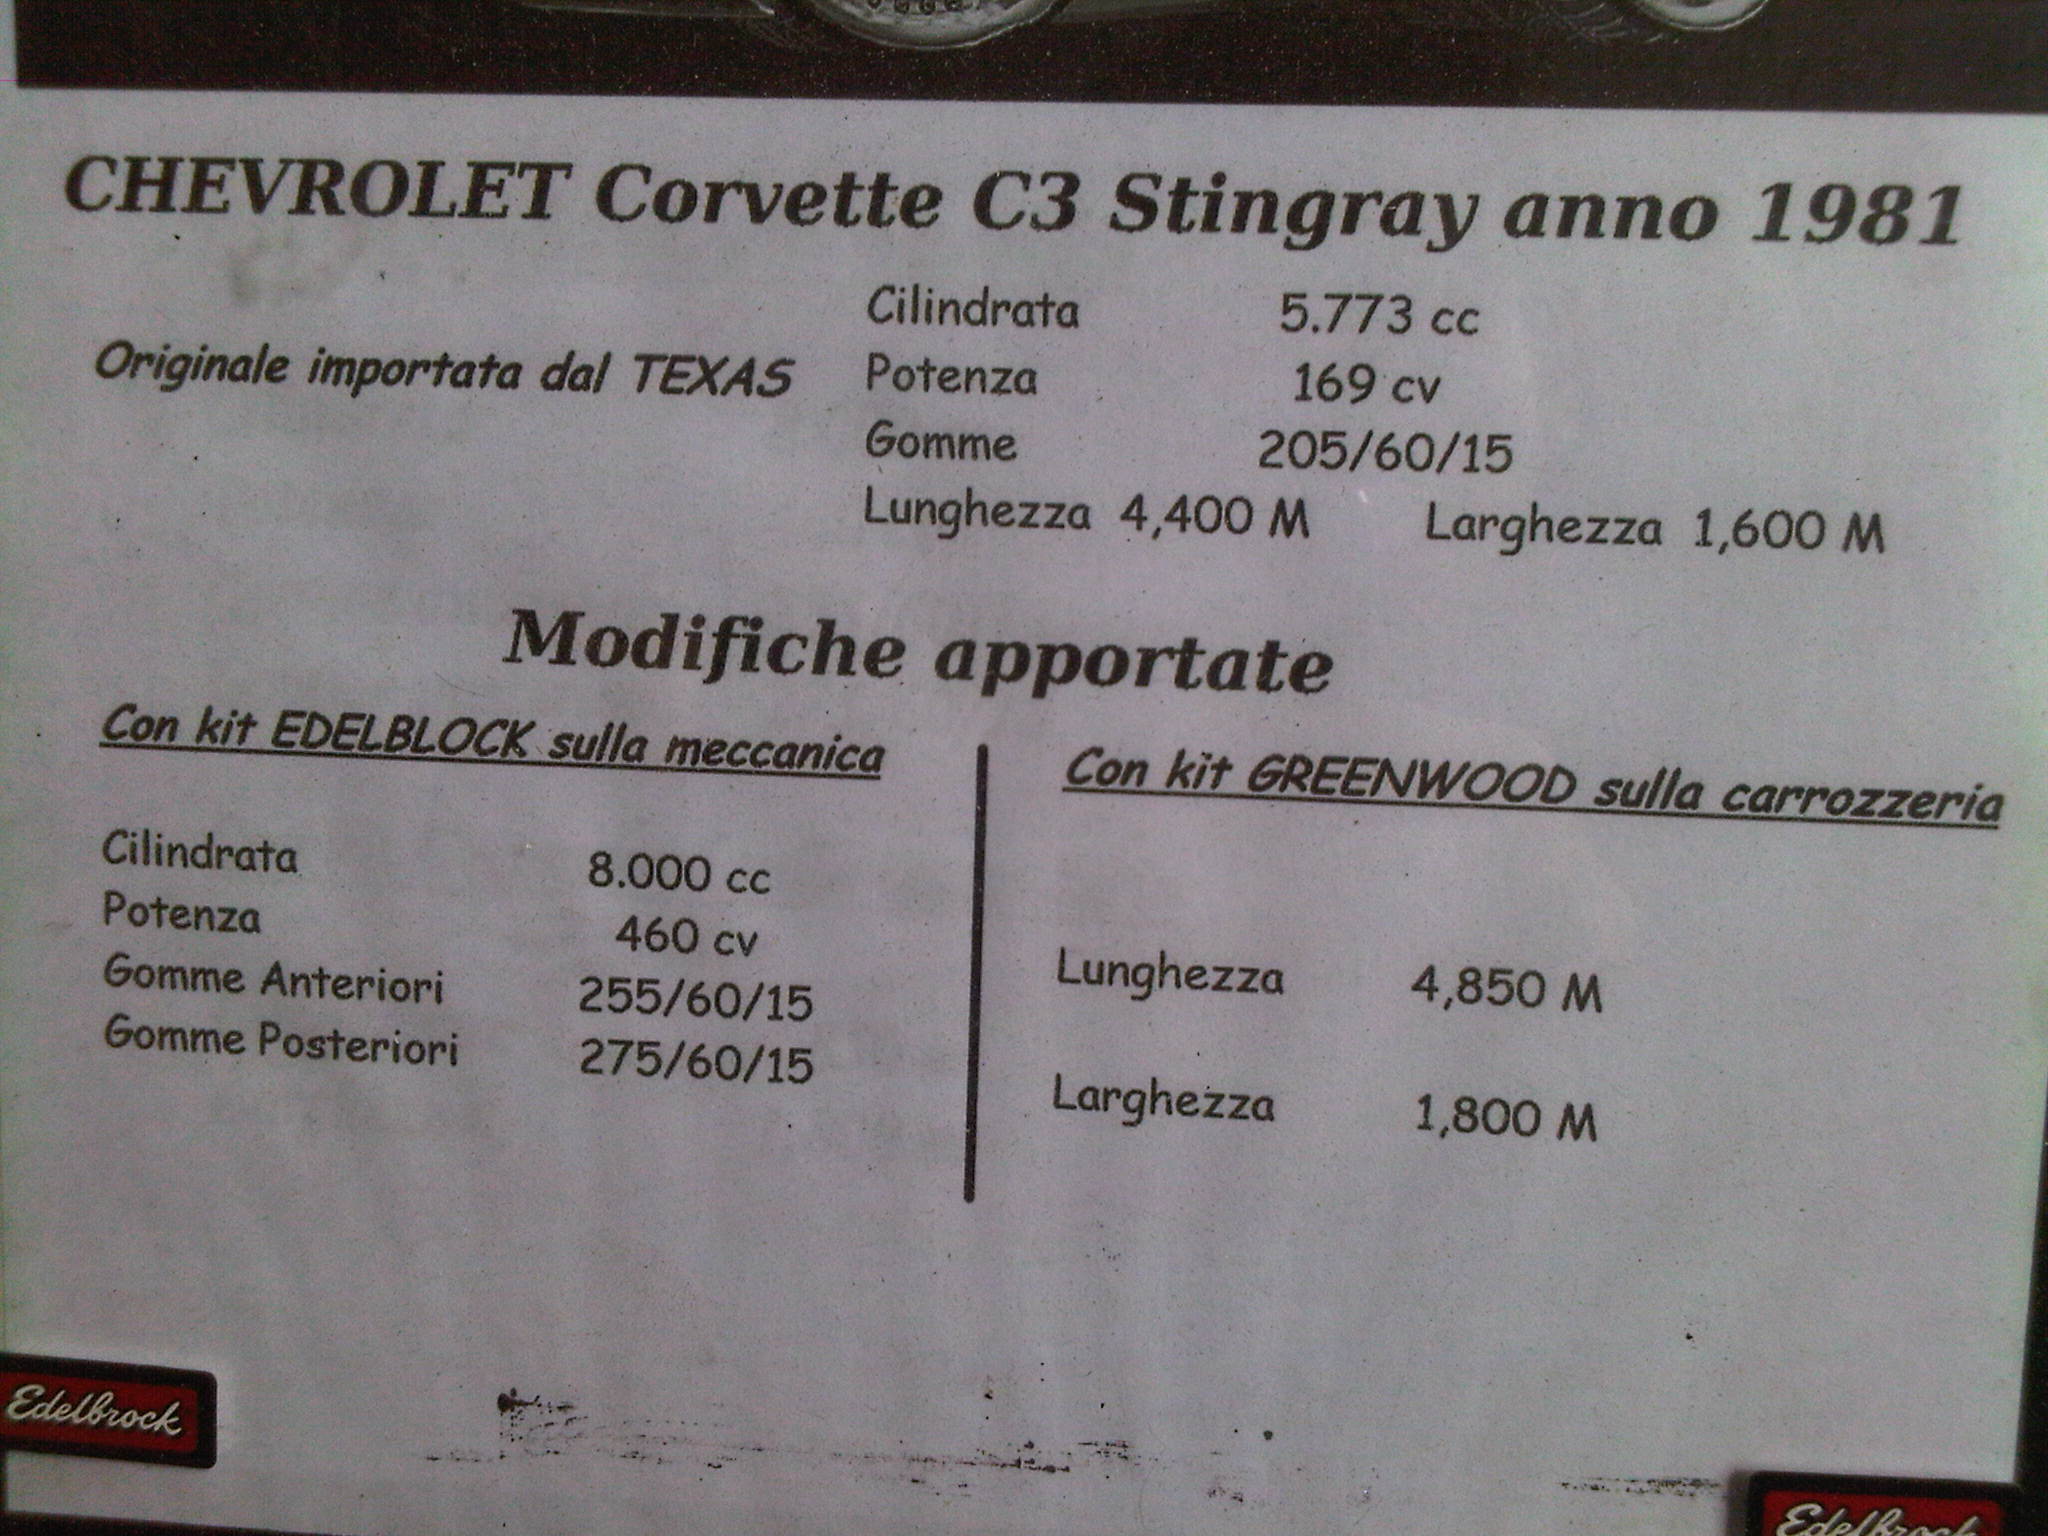 CHEVROLET Corvette C3 Stingray anno 1981
Originale importata dal TEXAS
Cilindrata 5.773 cc
Potenza 169 cv
Gomme 205/60/15
Lunghezza 4,400 M Larghezza 1,600 M
Modifiche apportate
Con kit EDELBLOCK sulla meccanica
Cilindrata 8.000 cc
Potenza 460 cv
Gomme Anteriori 255/60/15
Gomme Posteriori 275/60/15
Con kit GREENWOOD sulla carrozzeria
Lunghezza 4,850 M
Larghezza 1,800 M
Edelbrock
Edelbrock